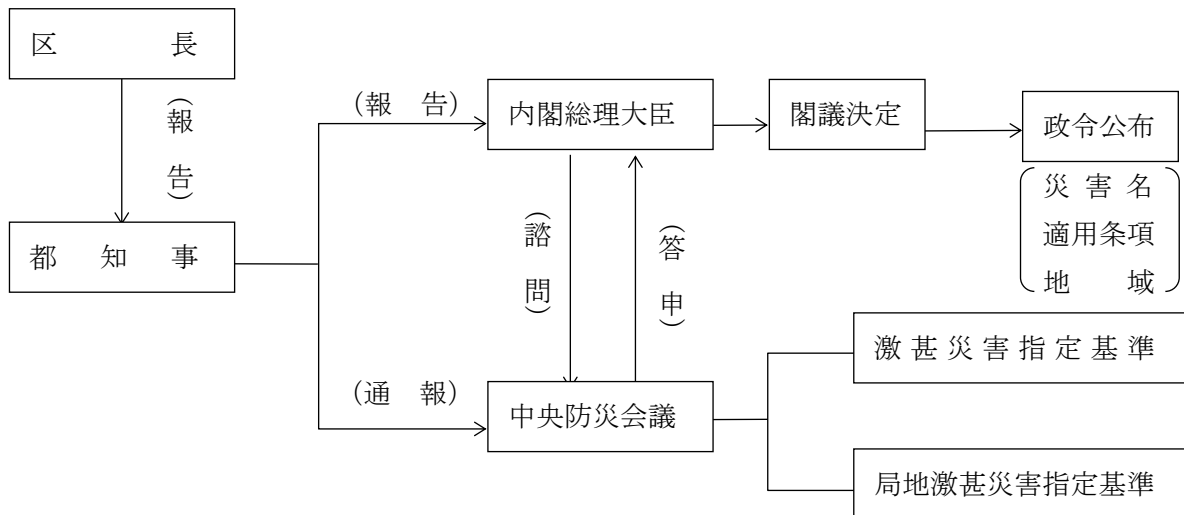 区長
(報告)
都知事
(報告)
内閣総理大臣
閣議決定
政令公布
災害名
適用条項
地域
(諮問)
(答申)
(通報)
中央防災会議
激甚災害指定基準
局地激甚災害指定基準